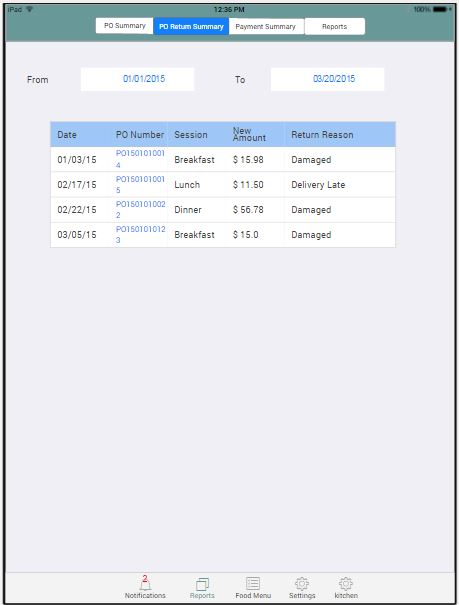 iPad 12:36 PM 100%
PO Summary PO Return Summary Payment Summary Reports
From 01/01/2015 To 03/20/2015
Date PO Number Session New Amount Return Reason
01/03/15 PO1501010014 Breakfast $ 15.98 Damaged
02/17/15 PO1501010015 Lunch $ 11.50 Delivery Late
02/22/15 PO1501010022 Dinner $ 56.78 Damaged
03/05/15 PO1501010123 Breakfast $ 15.0 Damaged
2
Notifications Reports Food Menu Settings kitchen